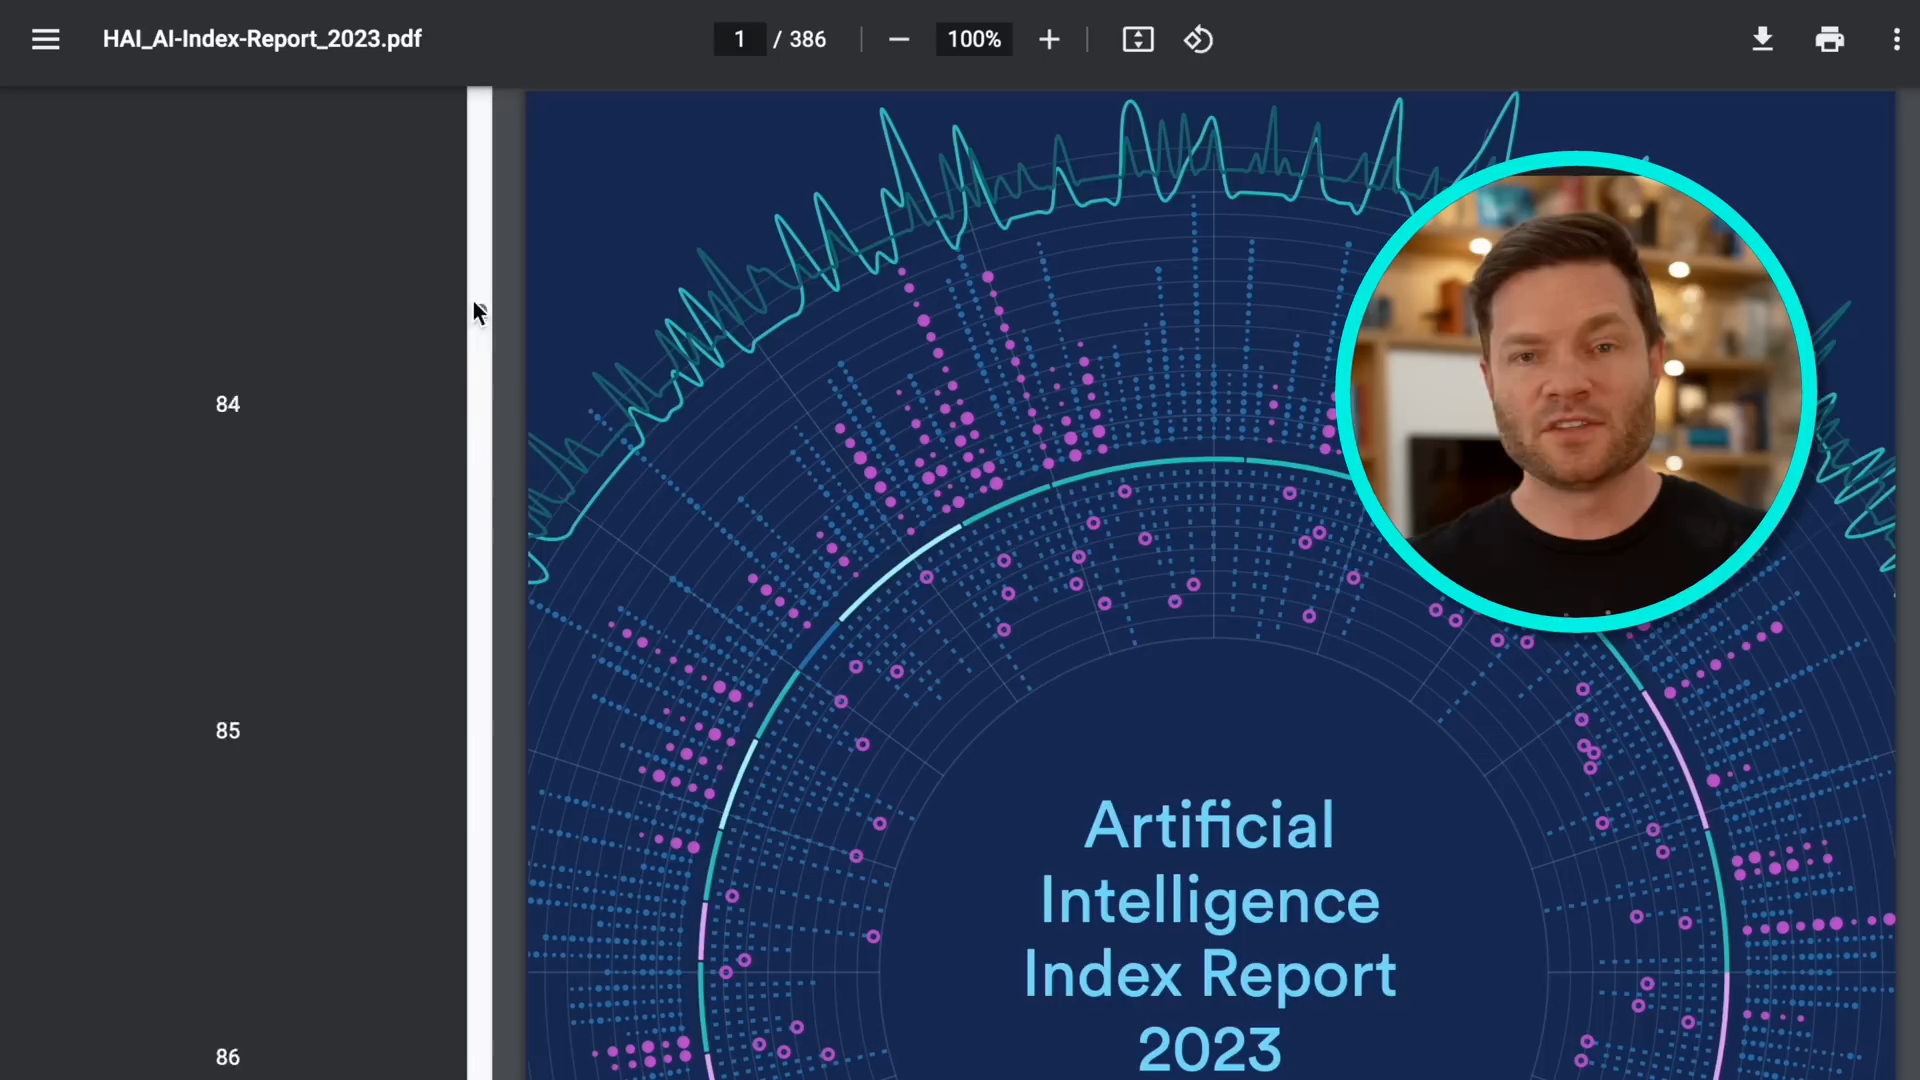 HAI_AI-Index-Report_2023.pdf
1 / 386
100%
84
85
86
Artificial
Intelligence
Index Report
2023